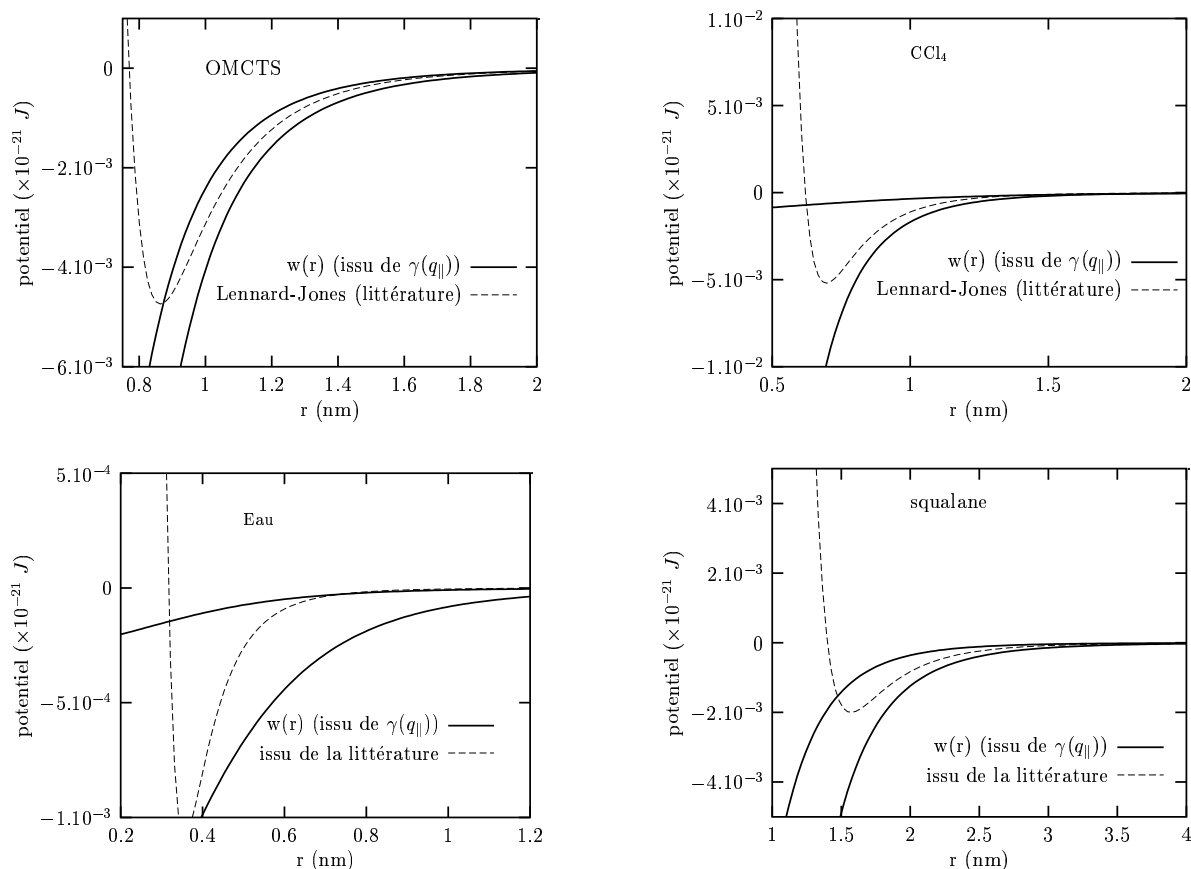 OMCTS
potentiel (×10⁻²¹ J)
0
−2.10⁻³
−4.10⁻³
−6.10⁻³
w(r) (issu de γ(q∥))
Lennard-Jones (littérature)
0.8 1 1.2 1.4 1.6 1.8 2
r (nm)
CCl₄
potentiel (×10⁻²¹ J)
1.10⁻²
5.10⁻³
0
−5.10⁻³
−1.10⁻²
w(r) (issu de γ(q∥))
Lennard-Jones (littérature)
0.5 1 1.5 2
r (nm)
Eau
potentiel (×10⁻²¹ J)
5.10⁻⁴
0
−5.10⁻⁴
−1.10⁻³
w(r) (issu de γ(q∥))
issu de la littérature
0.2 0.4 0.6 0.8 1 1.2
r (nm)
squalane
potentiel (×10⁻²¹ J)
4.10⁻³
2.10⁻³
0
−2.10⁻³
−4.10⁻³
w(r) (issu de γ(q∥))
issu de la littérature
1 1.5 2 2.5 3 3.5 4
r (nm)